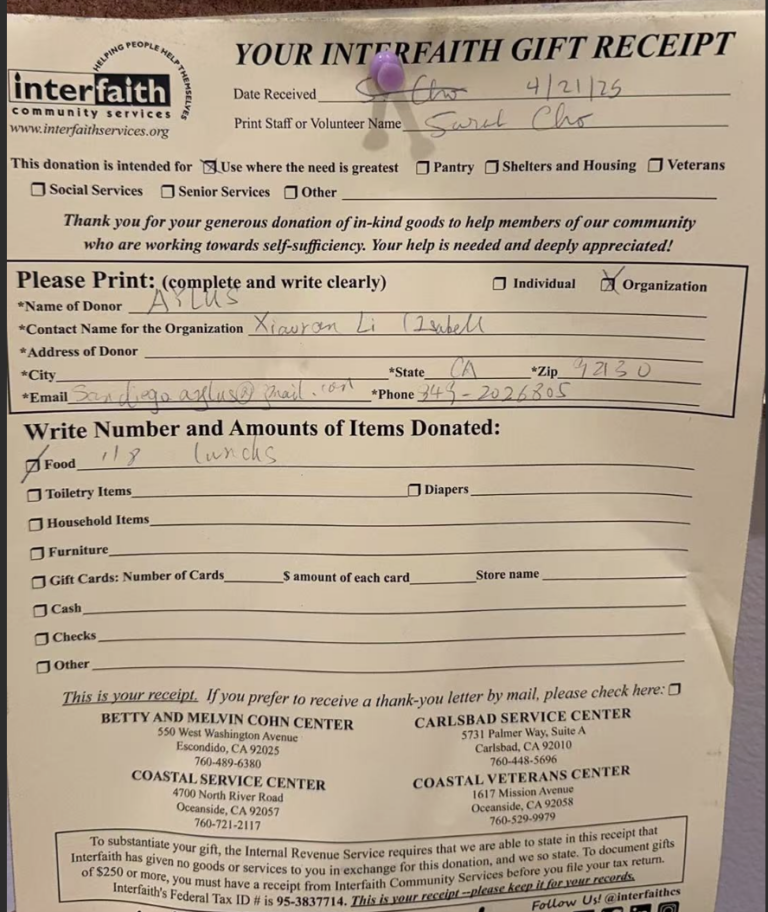 HELPING PEOPLE HELP THEMSELVES
interfaith
community services
www.interfaithservices.org
YOUR INTERFAITH GIFT RECEIPT
Date Received S. Cho 4/21/25
Print Staff or Volunteer Name Sarah Cho
This donation is intended for Use where the need is greatest Pantry Shelters and Housing Veterans
Social Services Senior Services Other
Thank you for your generous donation of in-kind goods to help members of our community
who are working towards self-sufficiency. Your help is needed and deeply appreciated!
Please Print: (complete and write clearly) Individual Organization
*Name of Donor AYLUS
*Contact Name for the Organization Li
*Address of Donor
*City *State CA *Zip 92130
*Email *Phone 949-2026805
Write Number and Amounts of Items Donated:
Food 118 lunchs
Toiletry Items Diapers
Household Items
Furniture
Gift Cards: Number of Cards $ amount of each card Store name
Cash
Checks
Other
This is your receipt. If you prefer to receive a thank-you letter by mail, please check here:
BETTY AND MELVIN COHN CENTER
550 West Washington Avenue
Escondido, CA 92025
760-489-6380
CARLSBAD SERVICE CENTER
5731 Palmer Way, Suite A
Carlsbad, CA 92010
760-448-5696
COASTAL SERVICE CENTER
4700 North River Road
Oceanside, CA 92057
760-721-2117
COASTAL VETERANS CENTER
1617 Mission Avenue
Oceanside, CA 92058
760-529-9979
To substantiate your gift, the Internal Revenue Service requires that we are able to state in this receipt that
Interfaith has given no goods or services to you in exchange for this donation, and we so state. To document gifts
of $250 or more, you must have a receipt from Interfaith Community Services before you file your tax return.
Interfaith's Federal Tax ID # is 95-3837714. This is your receipt --please keep it for your records.
Follow Us! @interfaithcs